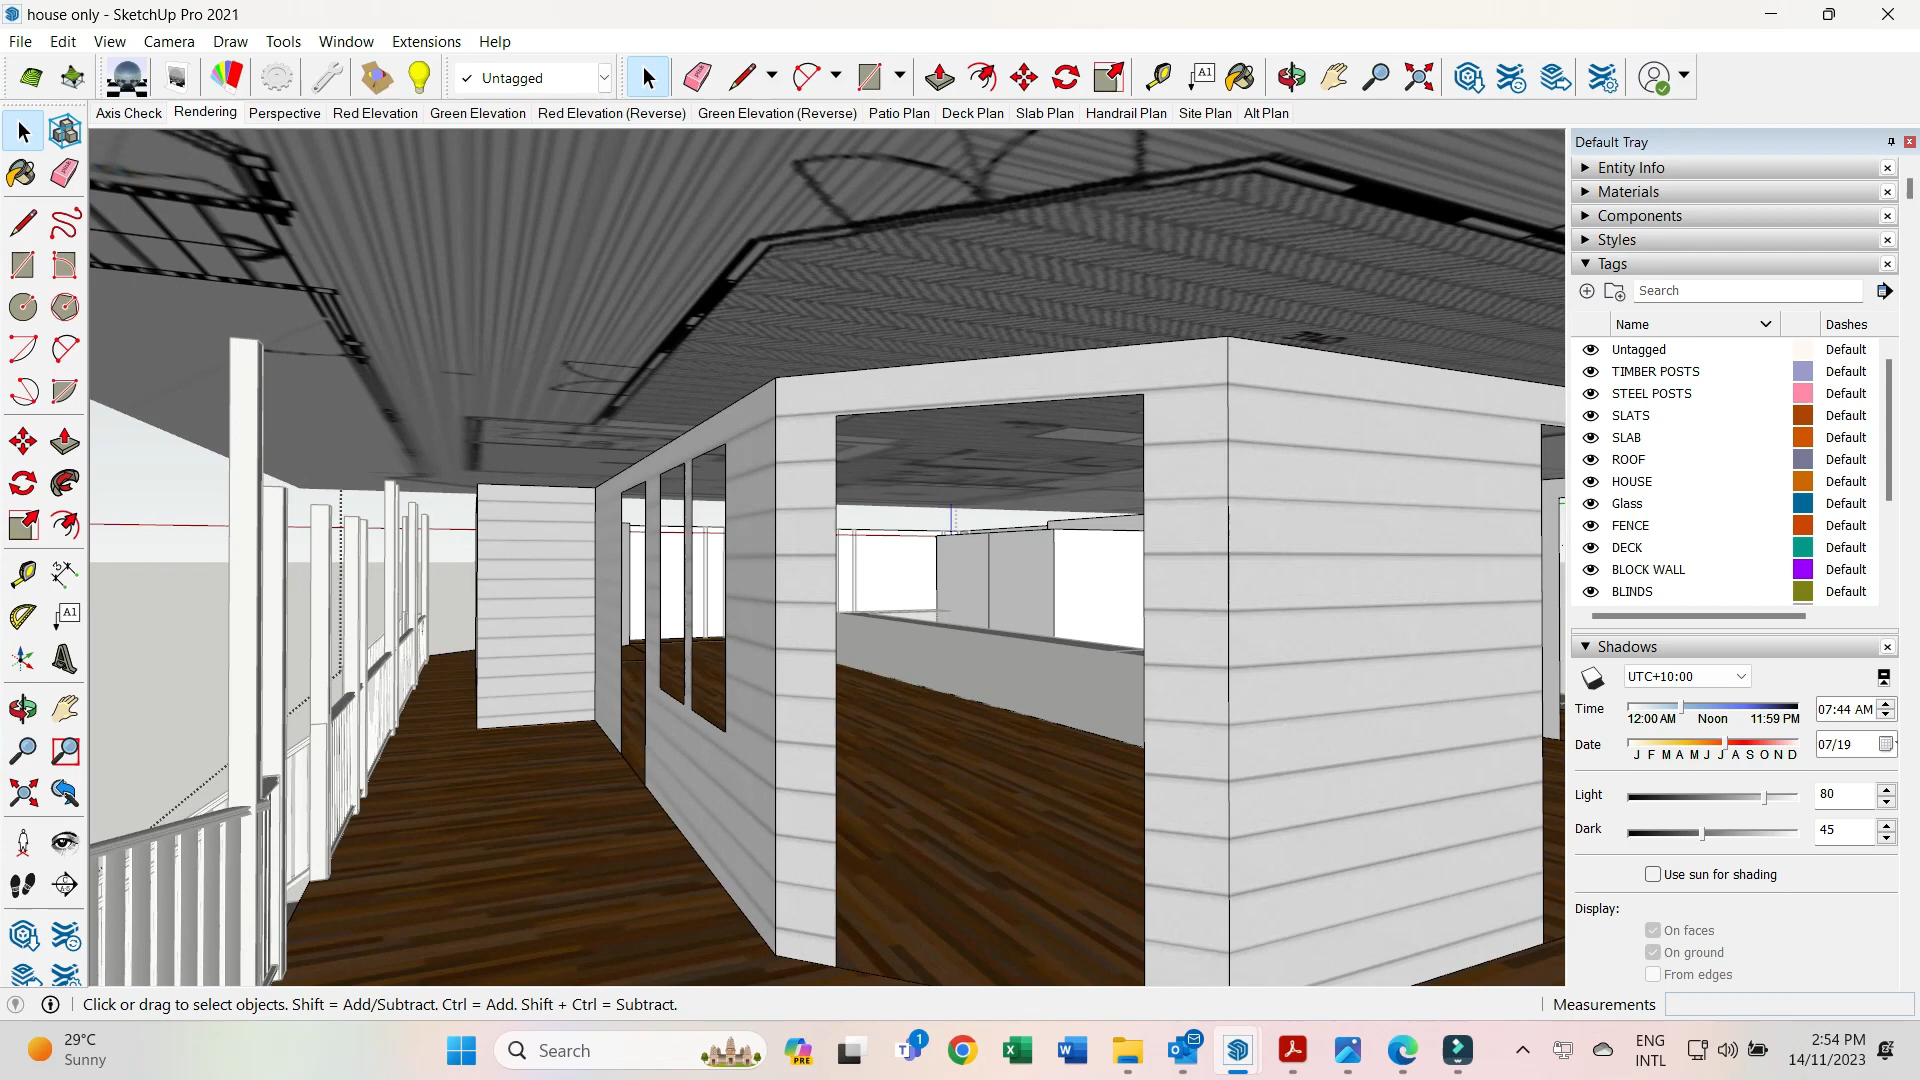 house only - SketchUp Pro 2021
File Edit View Camera Draw Tools Window Extensions Help
Untagged
Axis Check Rendering Perspective Red Elevation Green Elevation Red Elevation (Reverse) Green Elevation (Reverse) Patio Plan Deck Plan Slab Plan Handrail Plan Site Plan Alt Plan
Default Tray
Entity Info
Materials
Components
Styles
Tags
Search
Name Dashes
Untagged Default
TIMBER POSTS Default
STEEL POSTS Default
SLATS Default
SLAB Default
ROOF Default
HOUSE Default
Glass Default
FENCE Default
DECK Default
BLOCK WALL Default
BLINDS Default
Shadows
UTC+10:00
Time 12:00 AM Noon 11:59 PM 07:44 AM
Date J F M A M J J A S O N D 07/19
Light 80
Dark 45
Use sun for shading
Display:
On faces
On ground
From edges
Click or drag to select objects. Shift = Add/Subtract. Ctrl = Add. Shift + Ctrl = Subtract.
Measurements
29°C
Sunny
Search
PRE
1
ENG
INTL
2:54 PM
14/11/2023